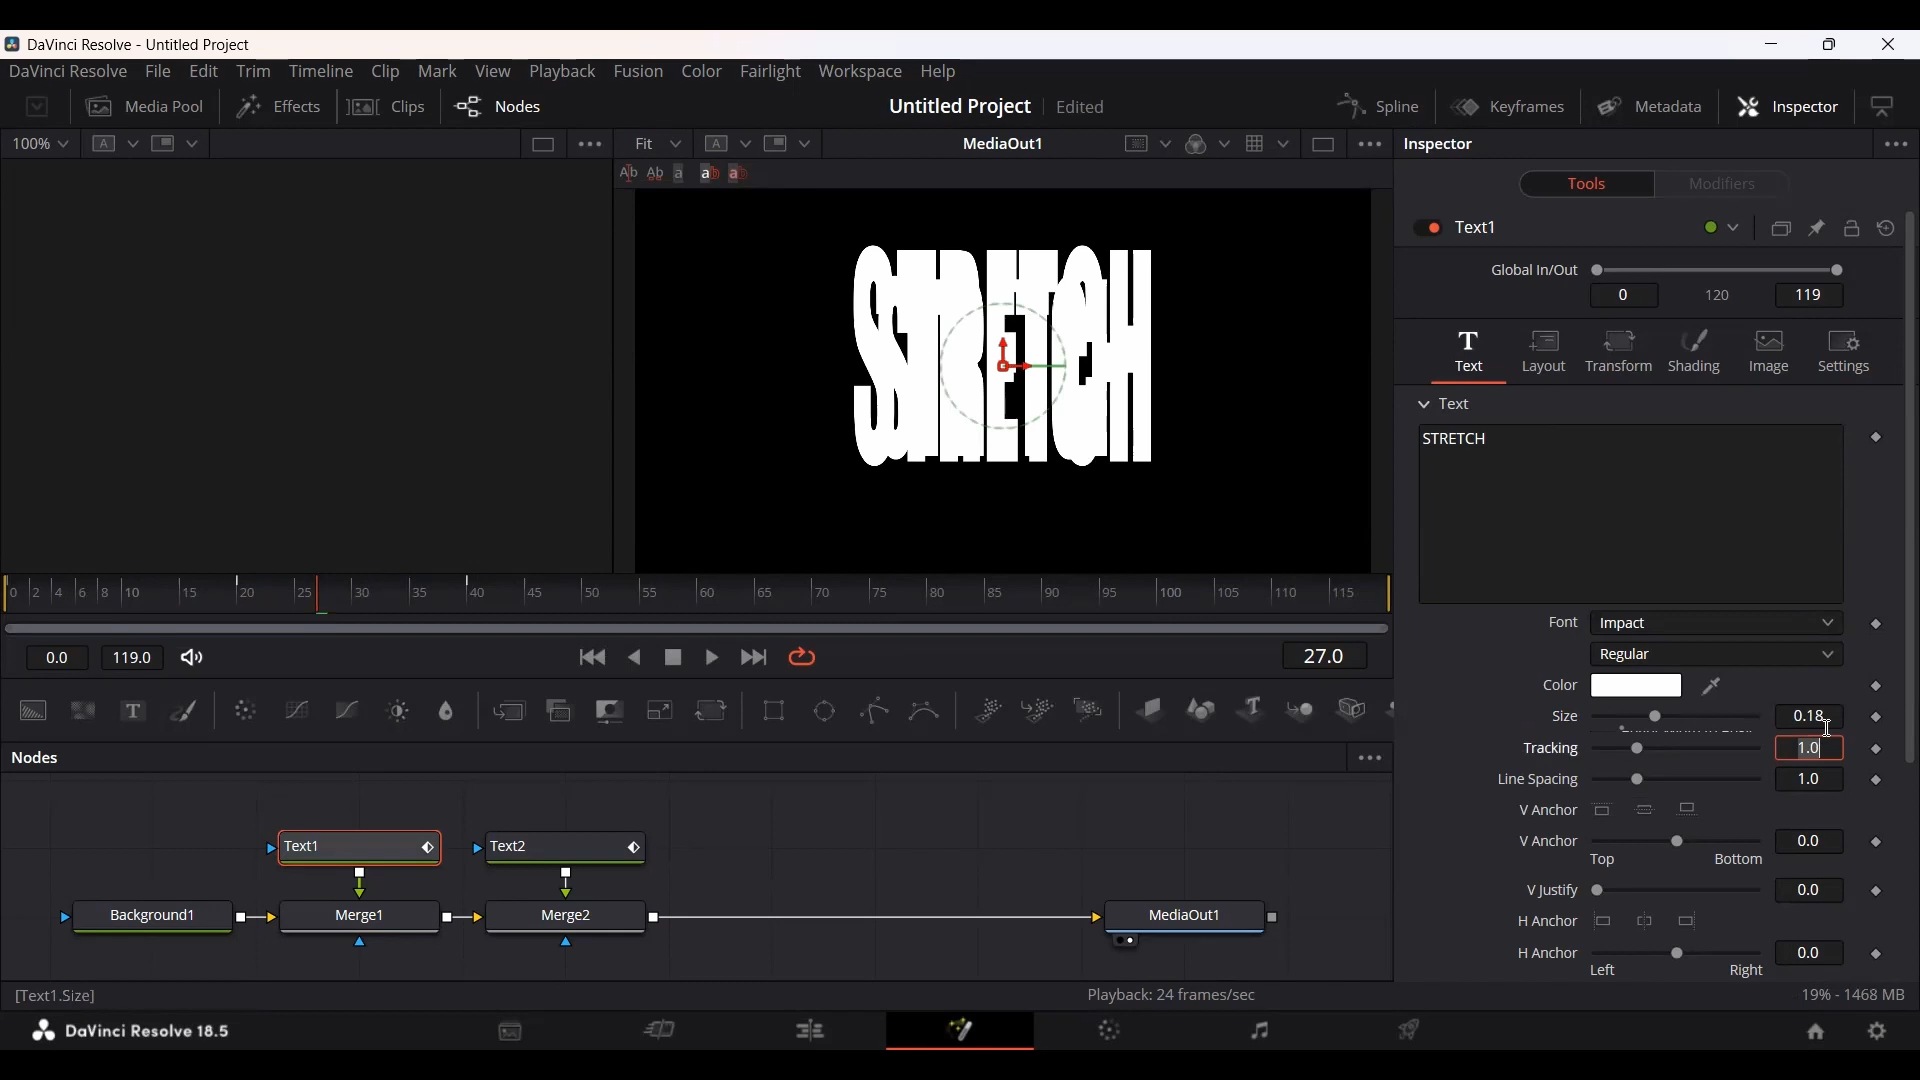 DaVinci Resolve - Untitled Project
DaVinci Resolve File Edit Trim Timeline Clip Mark View Playback Fusion Color Fairlight Workspace Help
Media Pool Effects Clips Nodes Untitled Project Edited Spline Keyframes Metadata Inspector
100% A Fit A MediaOut1 Inspector
Ab Ab a ab ab
Tools Modifiers
Text1
Global In/Out
0 120 119
STRETCH
T
Text Layout Transform Shading Image Settings
Text
STRETCH
0 2 4 6 8 10 15 20 25 30 35 40 45 50 55 60 65 70 75 80 85 90 95 100 105 110 115
Font Impact
0.0 119.0 27.0
Regular
Color
T T
Size 0.18
Tracking 1.0
Nodes
Line Spacing 1.0
V Anchor
V Anchor 0.0
Top Bottom
Text1 Text2
V Justify 0.0
Background1 Merge1 Merge2 MediaOut1
H Anchor
H Anchor 0.0
Left Right
[Text1.Size] Playback: 24 frames/sec 19% - 1468 MB
DaVinci Resolve 18.5